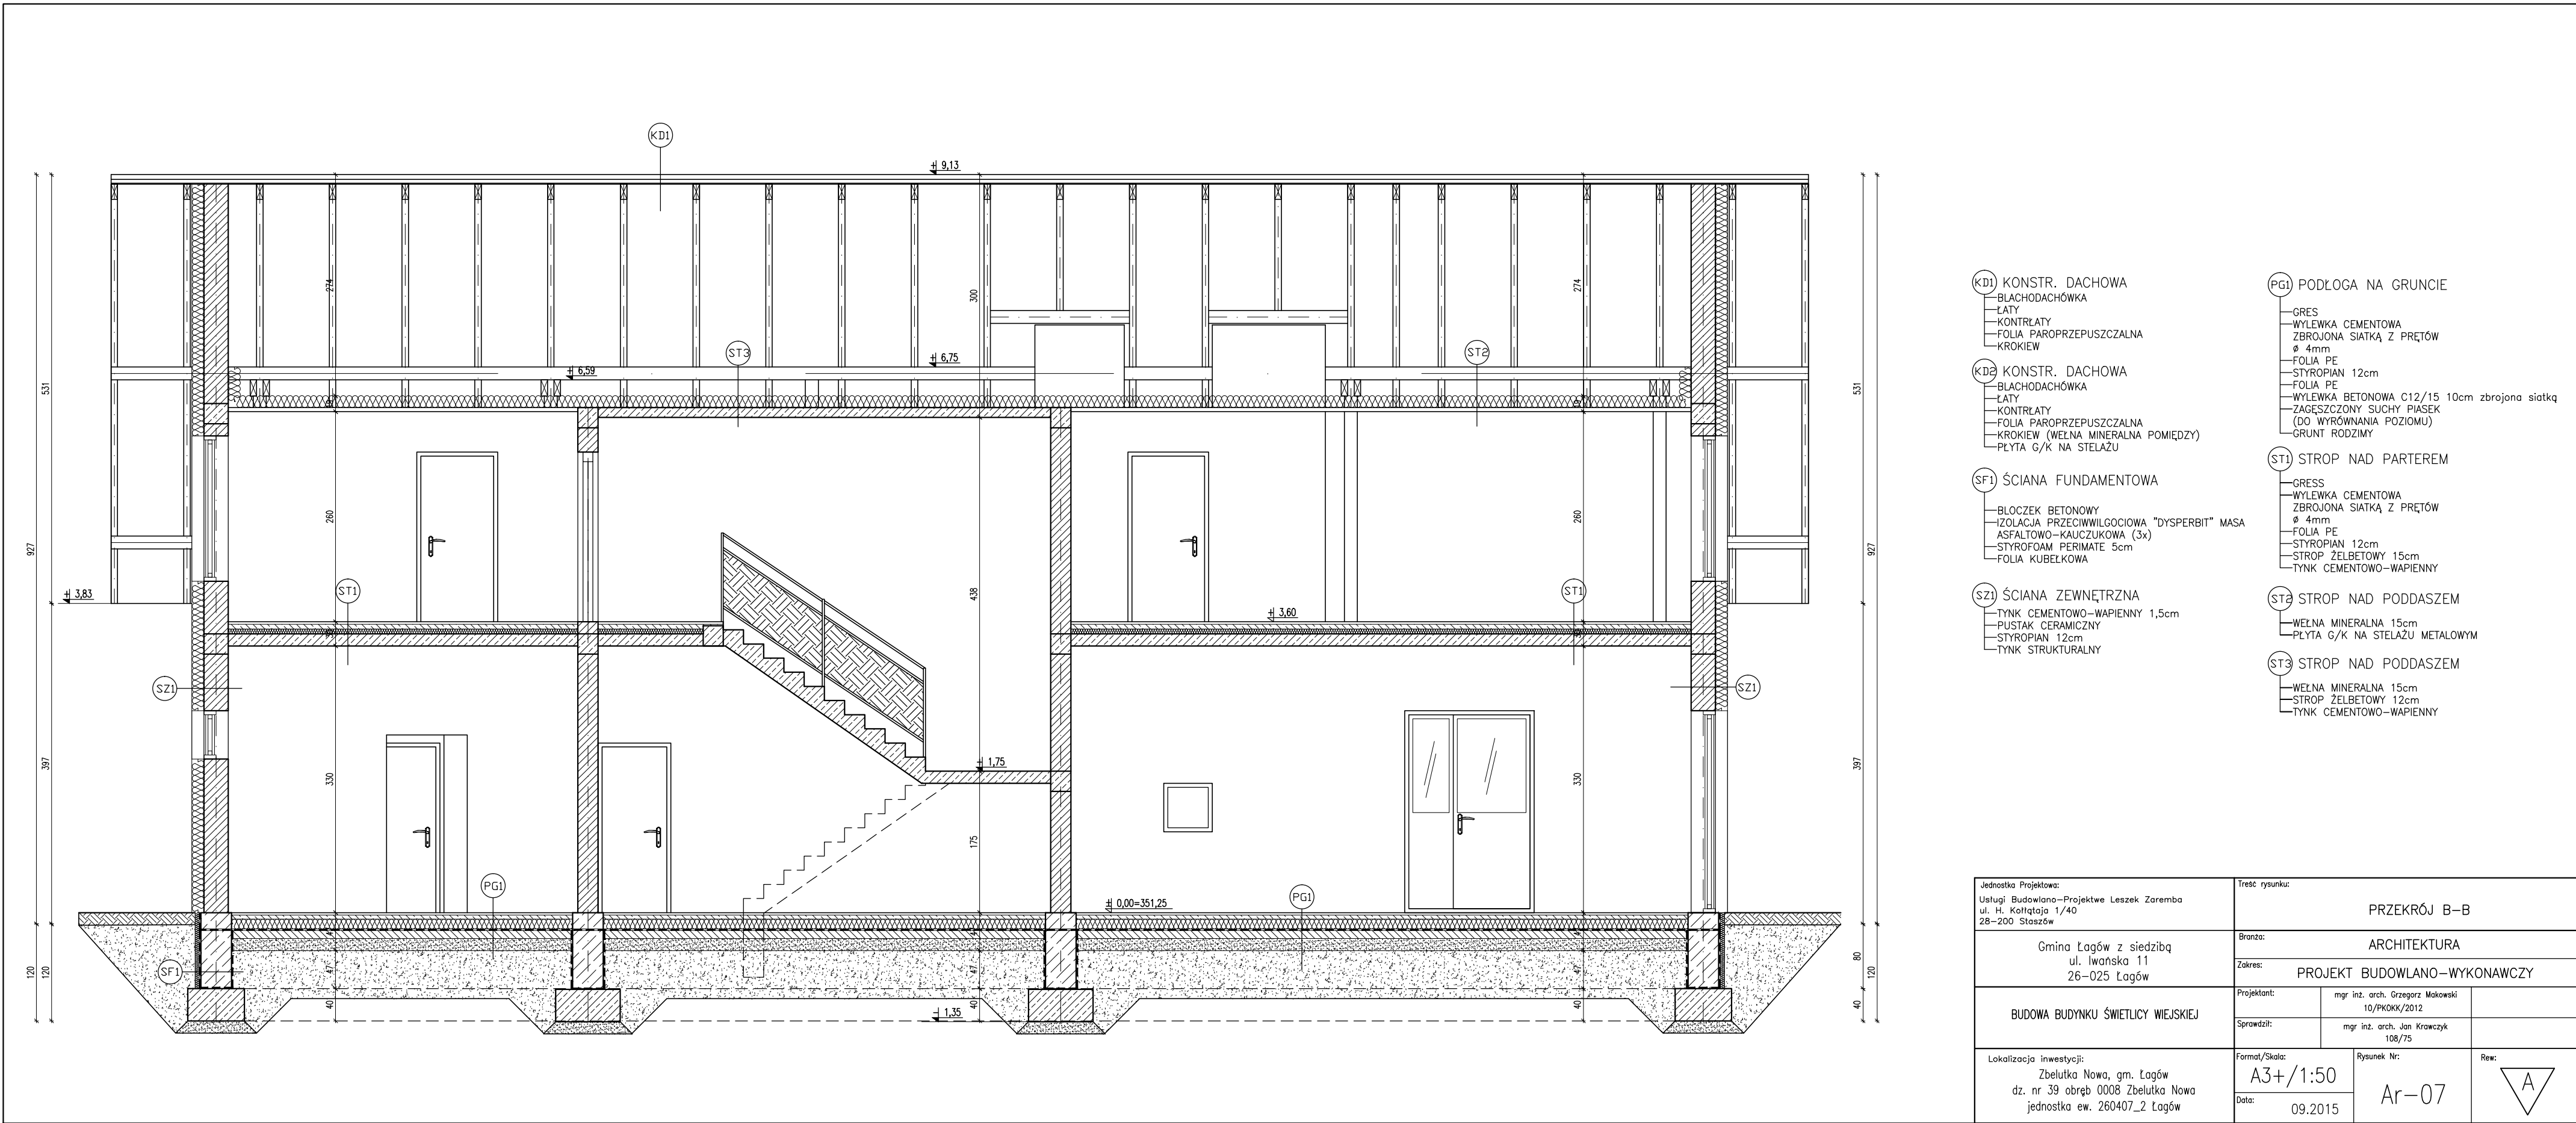 KD1
± 9,13
274
300
274
ST3
ST2
± 6,75
± 6,59
531
531
927
927
260
260
438
ST1
ST1
± 3,83
± 3,60
SZ1
SZ1
± 1,75
397
397
330
330
175
PG1
PG1
± 0,00=351,25
SF1
47
47
47
120
120
80
120
40
40
40
40
- 1,35
KD1 KONSTR. DACHOWA
BLACHODACHÓWKA
ŁATY
KONTRŁATY
FOLIA PAROPRZEPUSZCZALNA
KROKIEW
KD2 KONSTR. DACHOWA
BLACHODACHÓWKA
ŁATY
KONTRŁATY
FOLIA PAROPRZEPUSZCZALNA
KROKIEW (WEŁNA MINERALNA POMIĘDZY)
PŁYTA G/K NA STELAŻU
SF1 ŚCIANA FUNDAMENTOWA
BLOCZEK BETONOWY
IZOLACJA PRZECIWWILGOCIOWA "DYSPERBIT" MASA
ASFALTOWO-KAUCZUKOWA (3x)
STYROFOAM PERIMATE 5cm
FOLIA KUBEŁKOWA
SZ1 ŚCIANA ZEWNĘTRZNA
TYNK CEMENTOWO-WAPIENNY 1,5cm
PUSTAK CERAMICZNY
STYROPIAN 12cm
TYNK STRUKTURALNY
PG1 PODŁOGA NA GRUNCIE
GRES
WYLEWKA CEMENTOWA
ZBROJONA SIATKĄ Z PRĘTÓW
ø 4mm
FOLIA PE
STYROPIAN 12cm
FOLIA PE
WYLEWKA BETONOWA C12/15 10cm zbrojona siatką
ZAGĘSZCZONY SUCHY PIASEK
(DO WYRÓWNANIA POZIOMU)
GRUNT RODZIMY
ST1 STROP NAD PARTEREM
GRESS
WYLEWKA CEMENTOWA
ZBROJONA SIATKĄ Z PRĘTÓW
ø 4mm
FOLIA PE
STYROPIAN 12cm
STROP ŻELBETOWY 15cm
TYNK CEMENTOWO-WAPIENNY
ST2 STROP NAD PODDASZEM
WEŁNA MINERALNA 15cm
PŁYTA G/K NA STELAŻU METALOWYM
ST3 STROP NAD PODDASZEM
WEŁNA MINERALNA 15cm
STROP ŻELBETOWY 12cm
TYNK CEMENTOWO-WAPIENNY
Jednostka Projektowa:
Usługi Budowlano-Projektwe Leszek Zaremba
ul. H. Kołłątaja 1/40
28-200 Staszów
Treść rysunku:
PRZEKRÓJ B-B
Gmina Łagów z siedzibą
ul. Iwańska 11
26-025 Łagów
Branża:
ARCHITEKTURA
Zakres:
PROJEKT BUDOWLANO-WYKONAWCZY
BUDOWA BUDYNKU ŚWIETLICY WIEJSKIEJ
Projektant:
mgr inż. arch. Grzegorz Makowski
10/PKOKK/2012
Sprawdził:
mgr inż. arch. Jan Krawczyk
108/75
Lokalizacja inwestycji:
Zbelutka Nowa, gm. Łagów
dz. nr 39 obręb 0008 Zbelutka Nowa
jednostka ew. 260407_2 Łagów
Format/Skala:
A3+/1:50
Data:
09.2015
Rysunek Nr:
Ar-07
Rew:
A